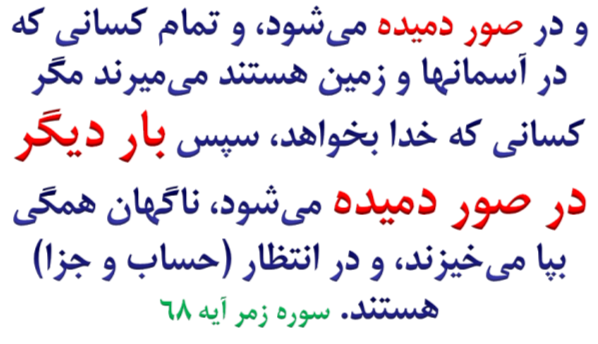 و در صور دمیده می‌شود، و تمام کسانی که
در آسمانها و زمین هستند می‌میرند مگر
کسانی که خدا بخواهد، سپس بار دیگر
در صور دمیده می‌شود، ناگهان همگی
بپا می‌خیزند، و در انتظار (حساب و جزا)
هستند. سوره زمر آیه ۶۸